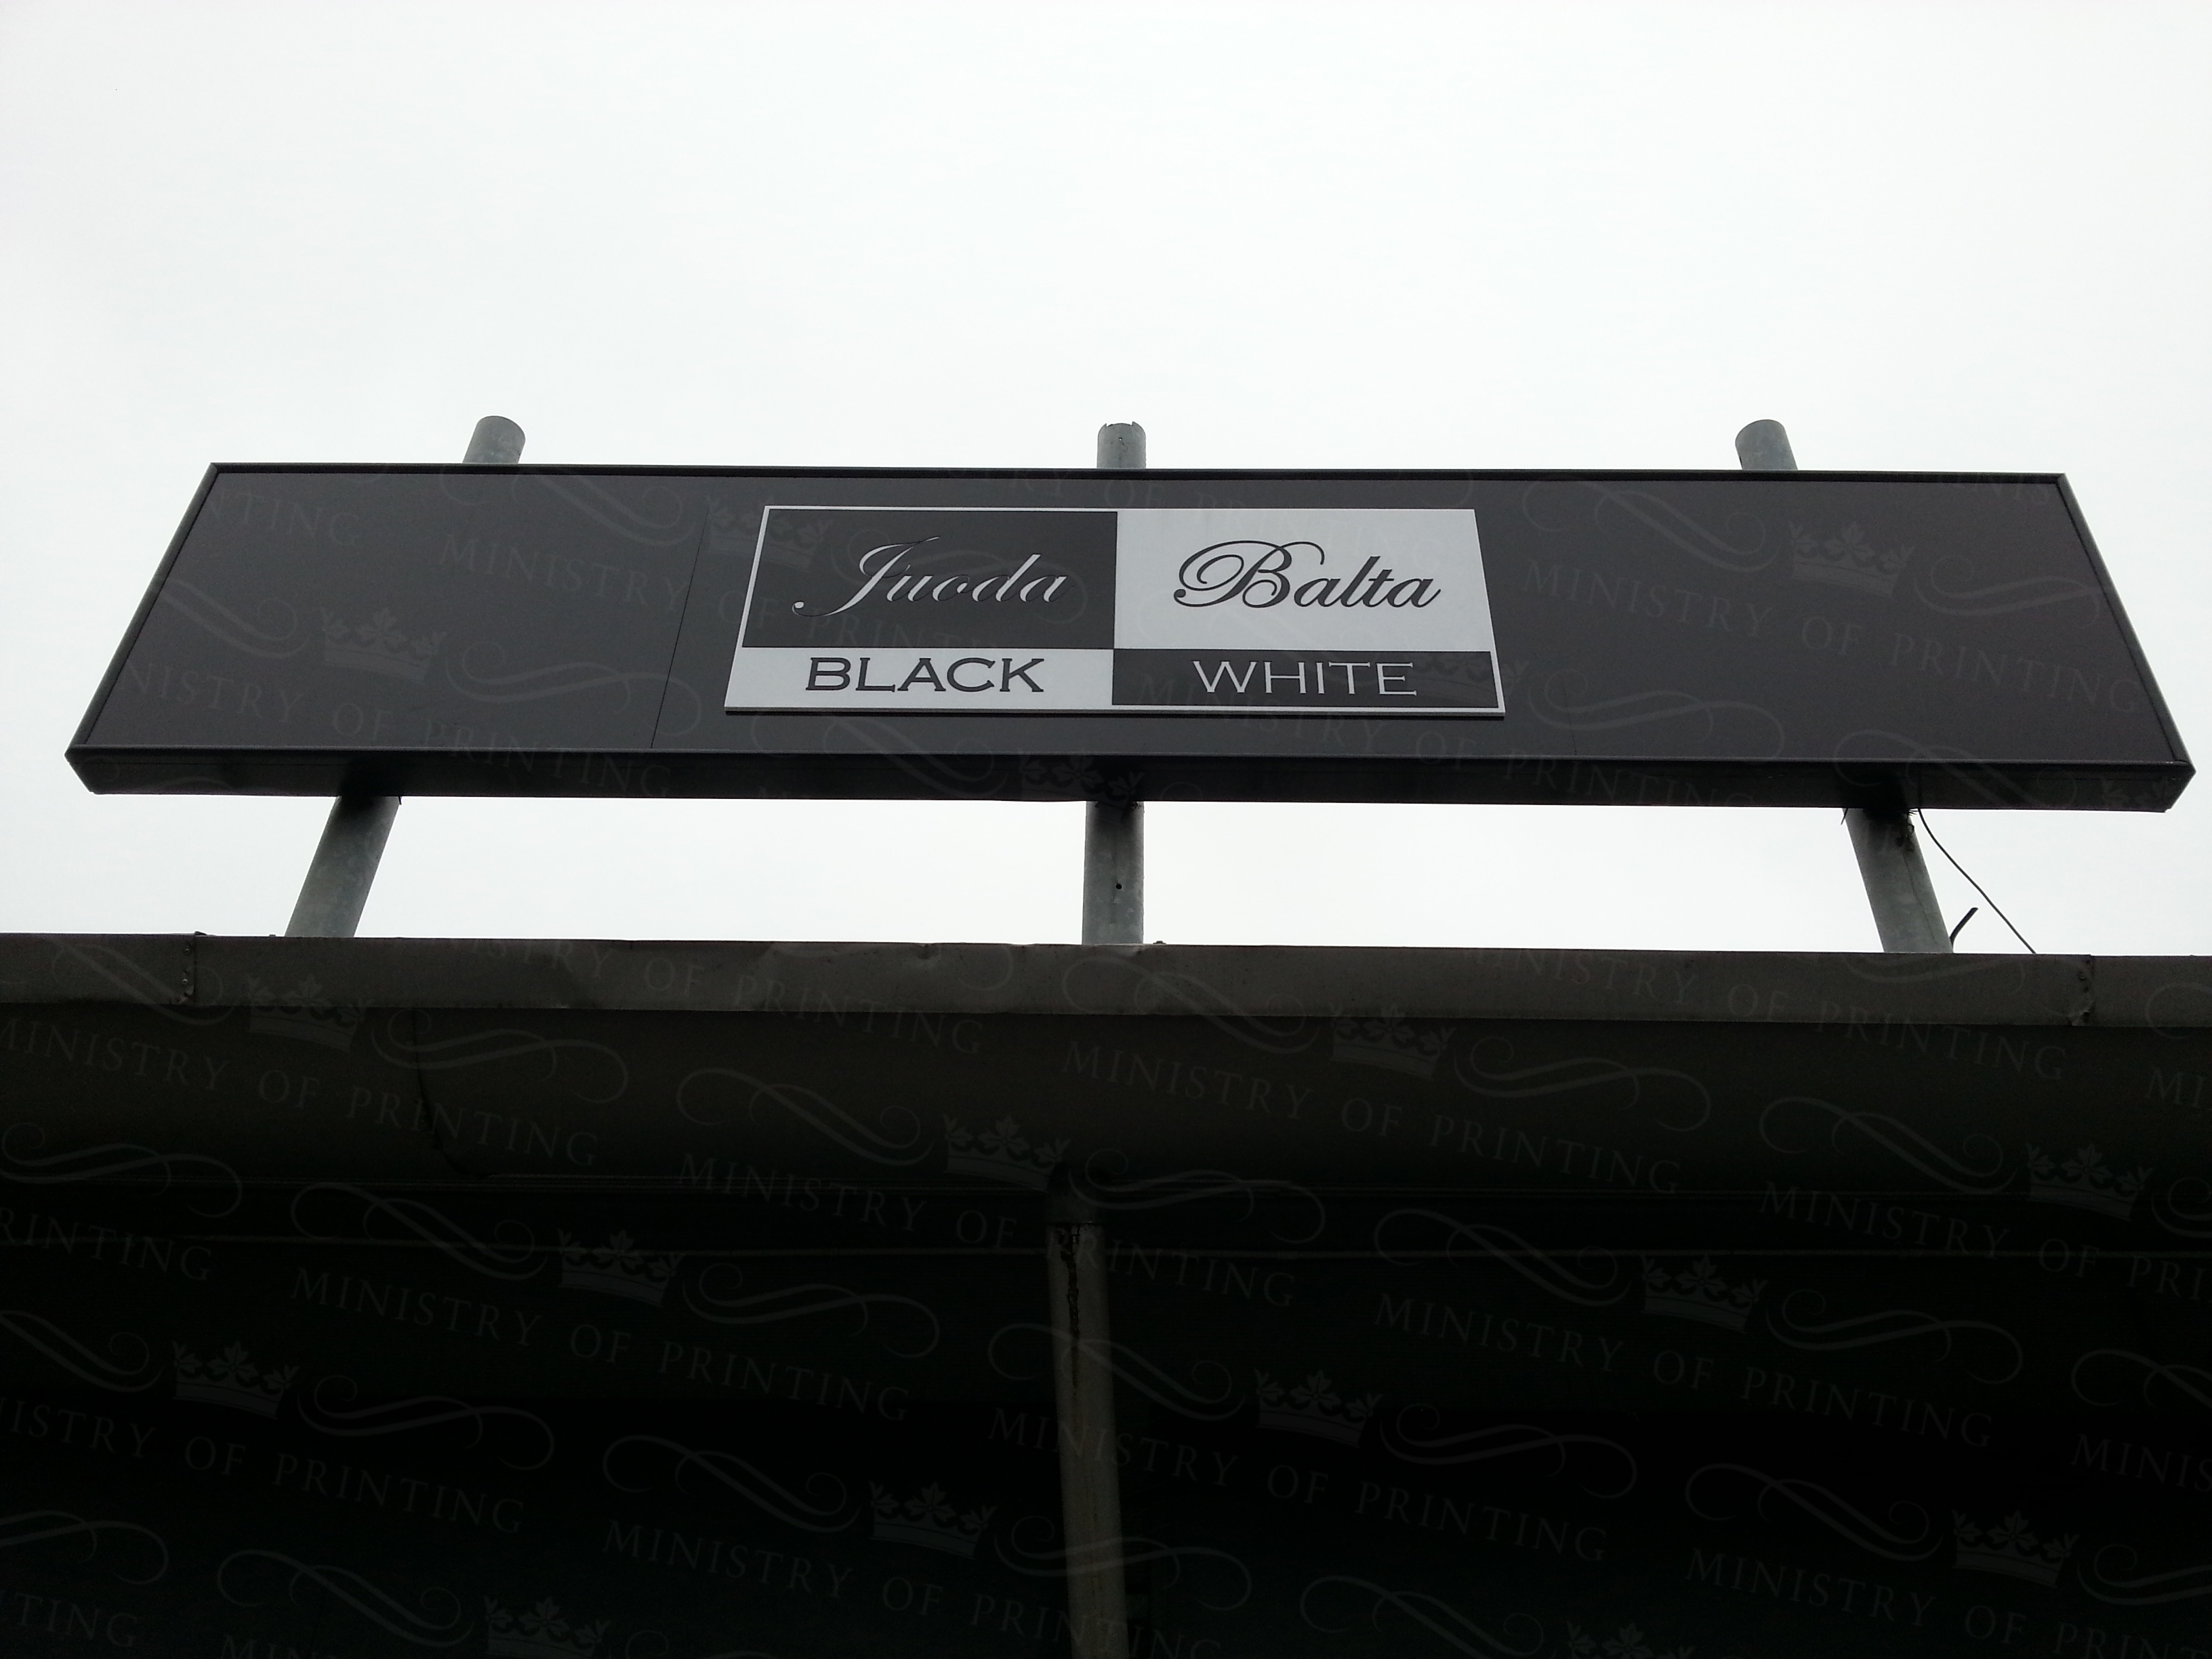 Juoda Balta
BLACK WHITE
MINISTRY OF PRINTING